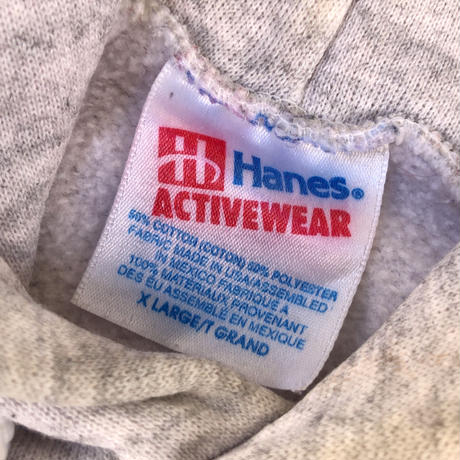 Hanes®
ACTIVEWEAR
50% COTTON (COTON) 50% POLYESTER
FABRIC MADE IN USA/ASSEMBLED
IN MEXICO FABRIQUÉ A
100% MATERIAUX PROVENANT
DES EU ASSEMBLÉ EN MEXIQUE
X LARGE/T GRAND